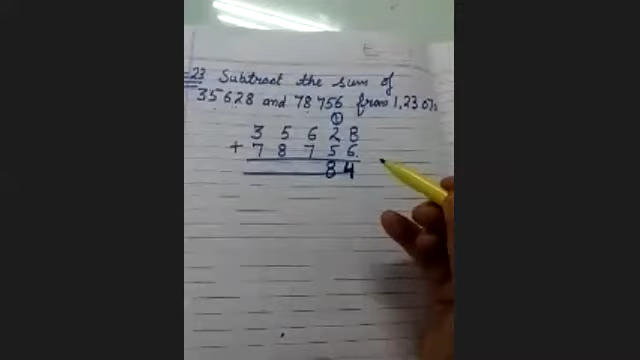 23 Subtract the sum of
35628 and 78756 from
① 
3 5 6 2 8
+ 7 8 7 5 6
8 4